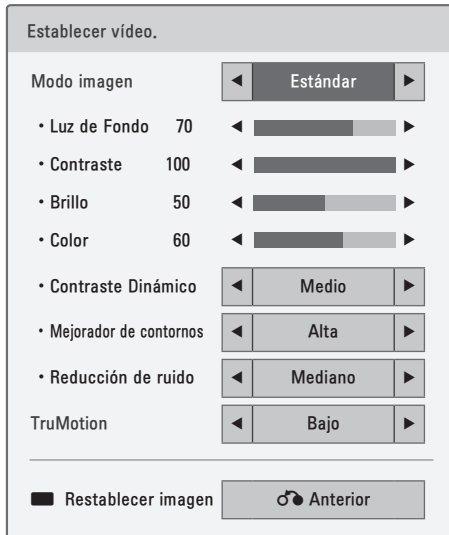 Establecer vídeo.
Modo imagen ◀ Estándar ▶
• Luz de Fondo 70 ◀ ▶
• Contraste 100 ◀ ▶
• Brillo 50 ◀ ▶
• Color 60 ◀ ▶
• Contraste Dinámico ◀ Medio ▶
• Mejorador de contornos ◀ Alta ▶
• Reducción de ruido ◀ Mediano ▶
TruMotion ◀ Bajo ▶
Restablecer imagen Anterior